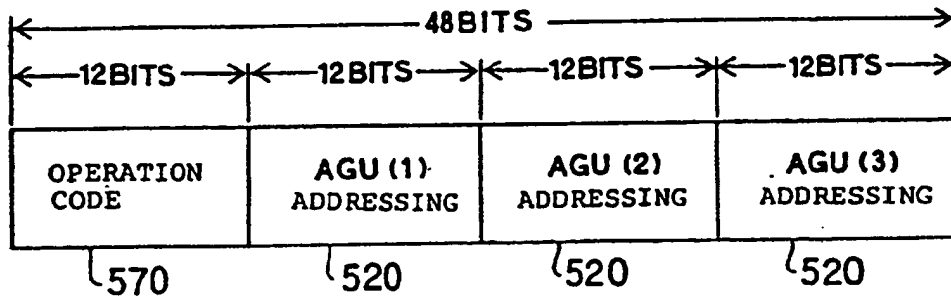 48BITS
12BITS 12BITS 12BITS 12BITS
OPERATION CODE
AGU (1) ADDRESSING
AGU (2) ADDRESSING
AGU (3) ADDRESSING
570 520 520 520